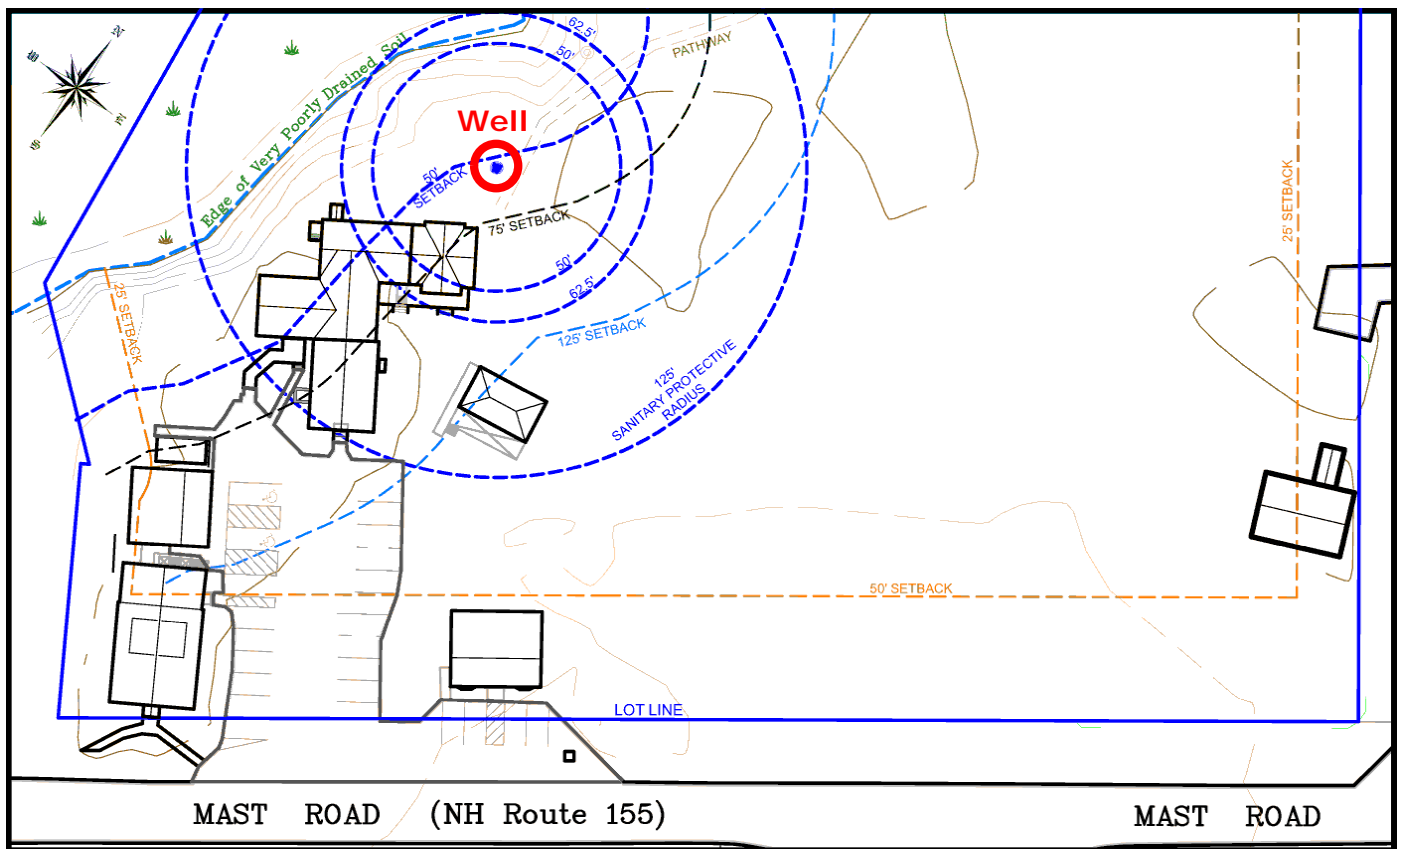 62.5'
50'
PATHWAY
Edge of Very Poorly Drained Soil
Well
50'
SETBACK
75' SETBACK
25' SETBACK
50'
62.5'
25' SETBACK
125' SETBACK
125'
SANITARY PROTECTIVE
RADIUS
50' SETBACK
LOT LINE
MAST ROAD (NH Route 155)
MAST ROAD